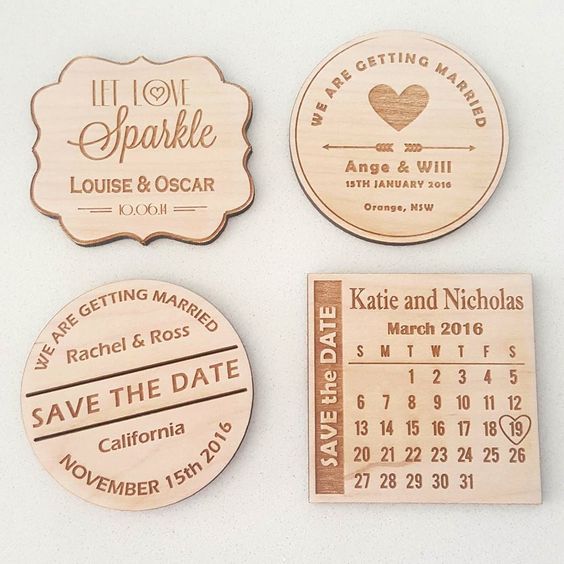 LET LOVE
Sparkle
LOUISE & OSCAR
10.06.14
WE ARE GETTING MARRIED
Ange & Will
15TH JANUARY 2016
Orange, NSW
WE ARE GETTING MARRIED
Rachel & Ross
SAVE THE DATE
California
NOVEMBER 15th 2016
SAVE the DATE
Katie and Nicholas
March 2016
S M T W T F S
1 2 3 4 5
6 7 8 9 10 11 12
13 14 15 16 17 18 19
20 21 22 23 24 25 26
27 28 29 30 31